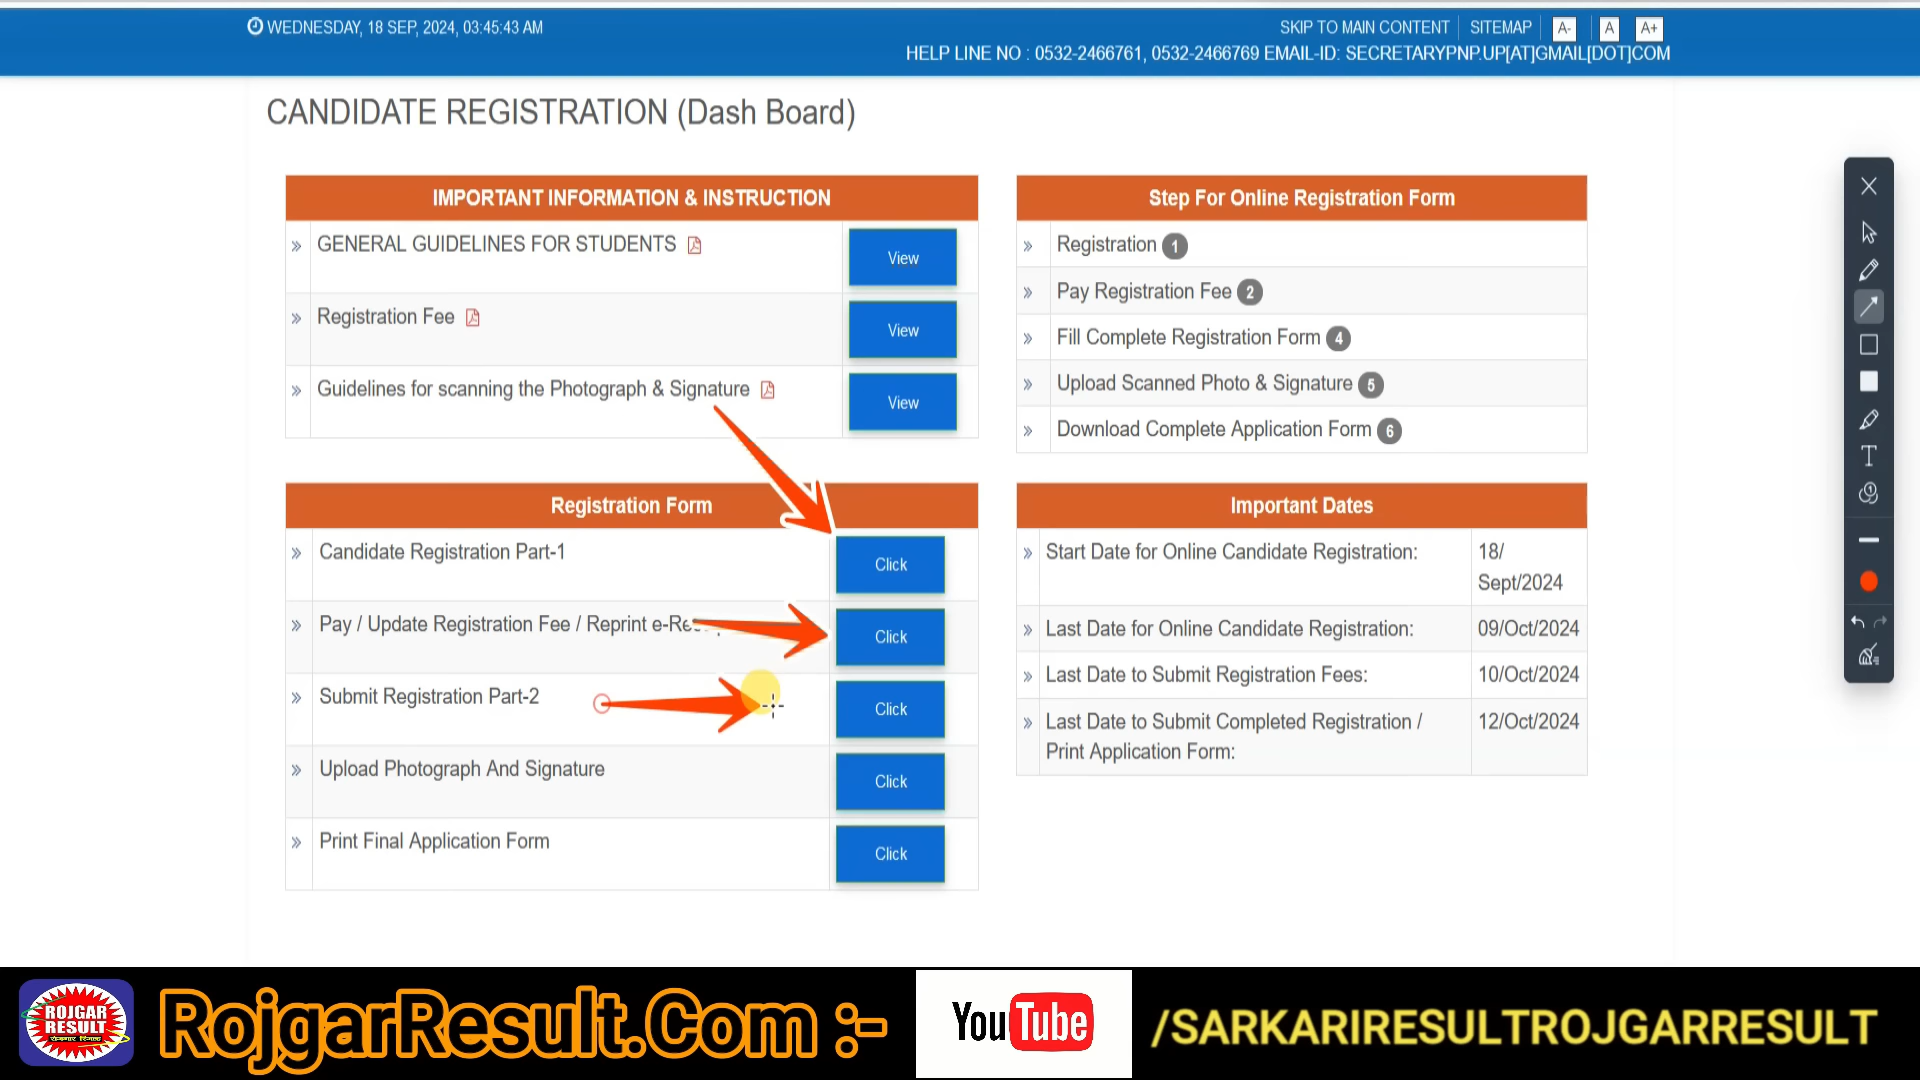 WEDNESDAY, 18 SEP, 2024, 03:45:43 AM
SKIP TO MAIN CONTENT SITEMAP A- A A+
HELP LINE NO : 0532-2466761, 0532-2466769 EMAIL-ID: SECRETARYPNP.UP[AT]GMAIL[DOT]COM
CANDIDATE REGISTRATION (Dash Board)
IMPORTANT INFORMATION & INSTRUCTION
» GENERAL GUIDELINES FOR STUDENTS View
» Registration Fee View
» Guidelines for scanning the Photograph & Signature View
Step For Online Registration Form
» Registration 1
» Pay Registration Fee 2
» Fill Complete Registration Form 4
» Upload Scanned Photo & Signature 5
» Download Complete Application Form 6
Registration Form
» Candidate Registration Part-1 Click
» Pay / Update Registration Fee / Reprint Click
» Submit Registration Part-2 Click
» Upload Photograph And Signature Click
» Print Final Application Form Click
Important Dates
» Start Date for Online Candidate Registration: 18/
Sept/2024
» Last Date for Online Candidate Registration: 09/Oct/2024
» Last Date to Submit Registration Fees: 10/Oct/2024
» Last Date to Submit Completed Registration / 12/Oct/2024
Print Application Form:
T
1
ROJGAR
RESULT
रोजगार रिजल्ट
RojgarResult.Com :-
YouTube
/SARKARIRESULTROJGARRESULT